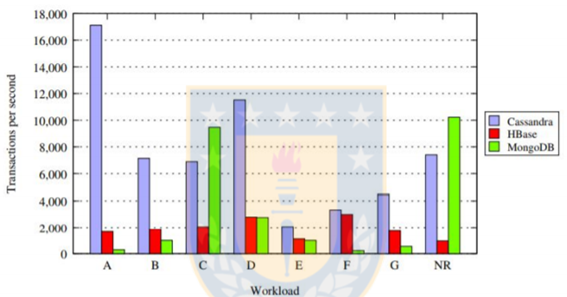 18,000
16,000
14,000
12,000
10,000
8,000
6,000
4,000
2,000
0
Transactions per second
A B C D E F G NR
Workload
Cassandra
HBase
MongoDB